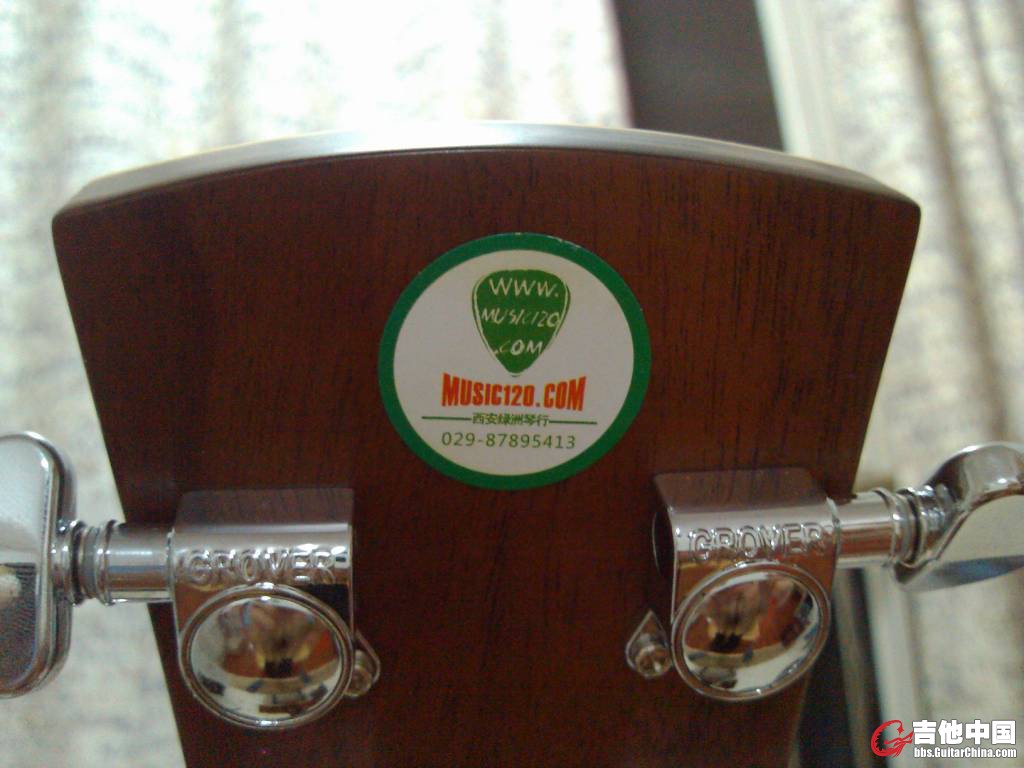 WWW.
MUSIC120
.COM
MUSIC120.COM
西安绿洲琴行
029-87895413
GROVER
GROVER
吉他中国
bbs.GuitarChina.com